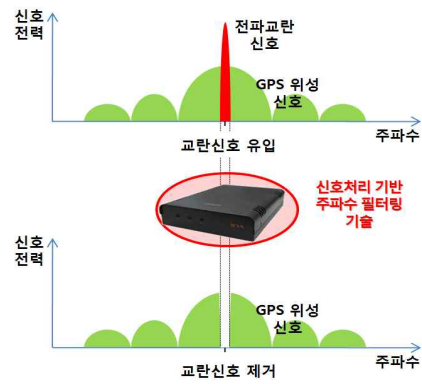 신호
전력
전파교란
신호
GPS 위성
신호
주파수
교란신호 유입
신호처리 기반
주파수 필터링
기술
신호
전력
GPS 위성
신호
주파수
교란신호 제거